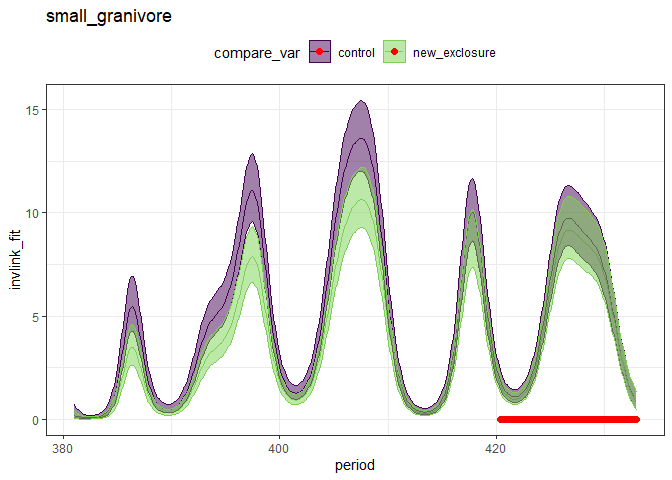 small_granivore
compare_var control new_exclosure
15
10
5
0
invlink_fit
380 400 420
period